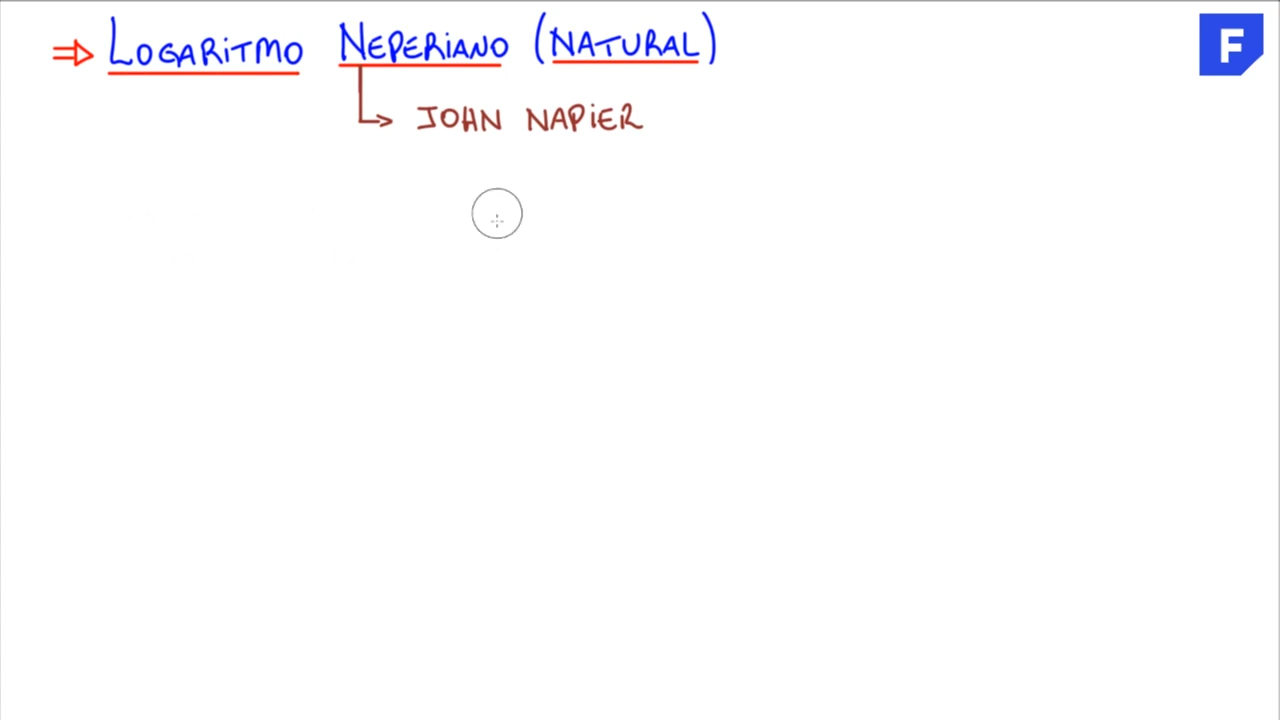 ⇒ LOGARiTMO NEPERiANO (NATURAL)
↳ JOHN NAPiER
F